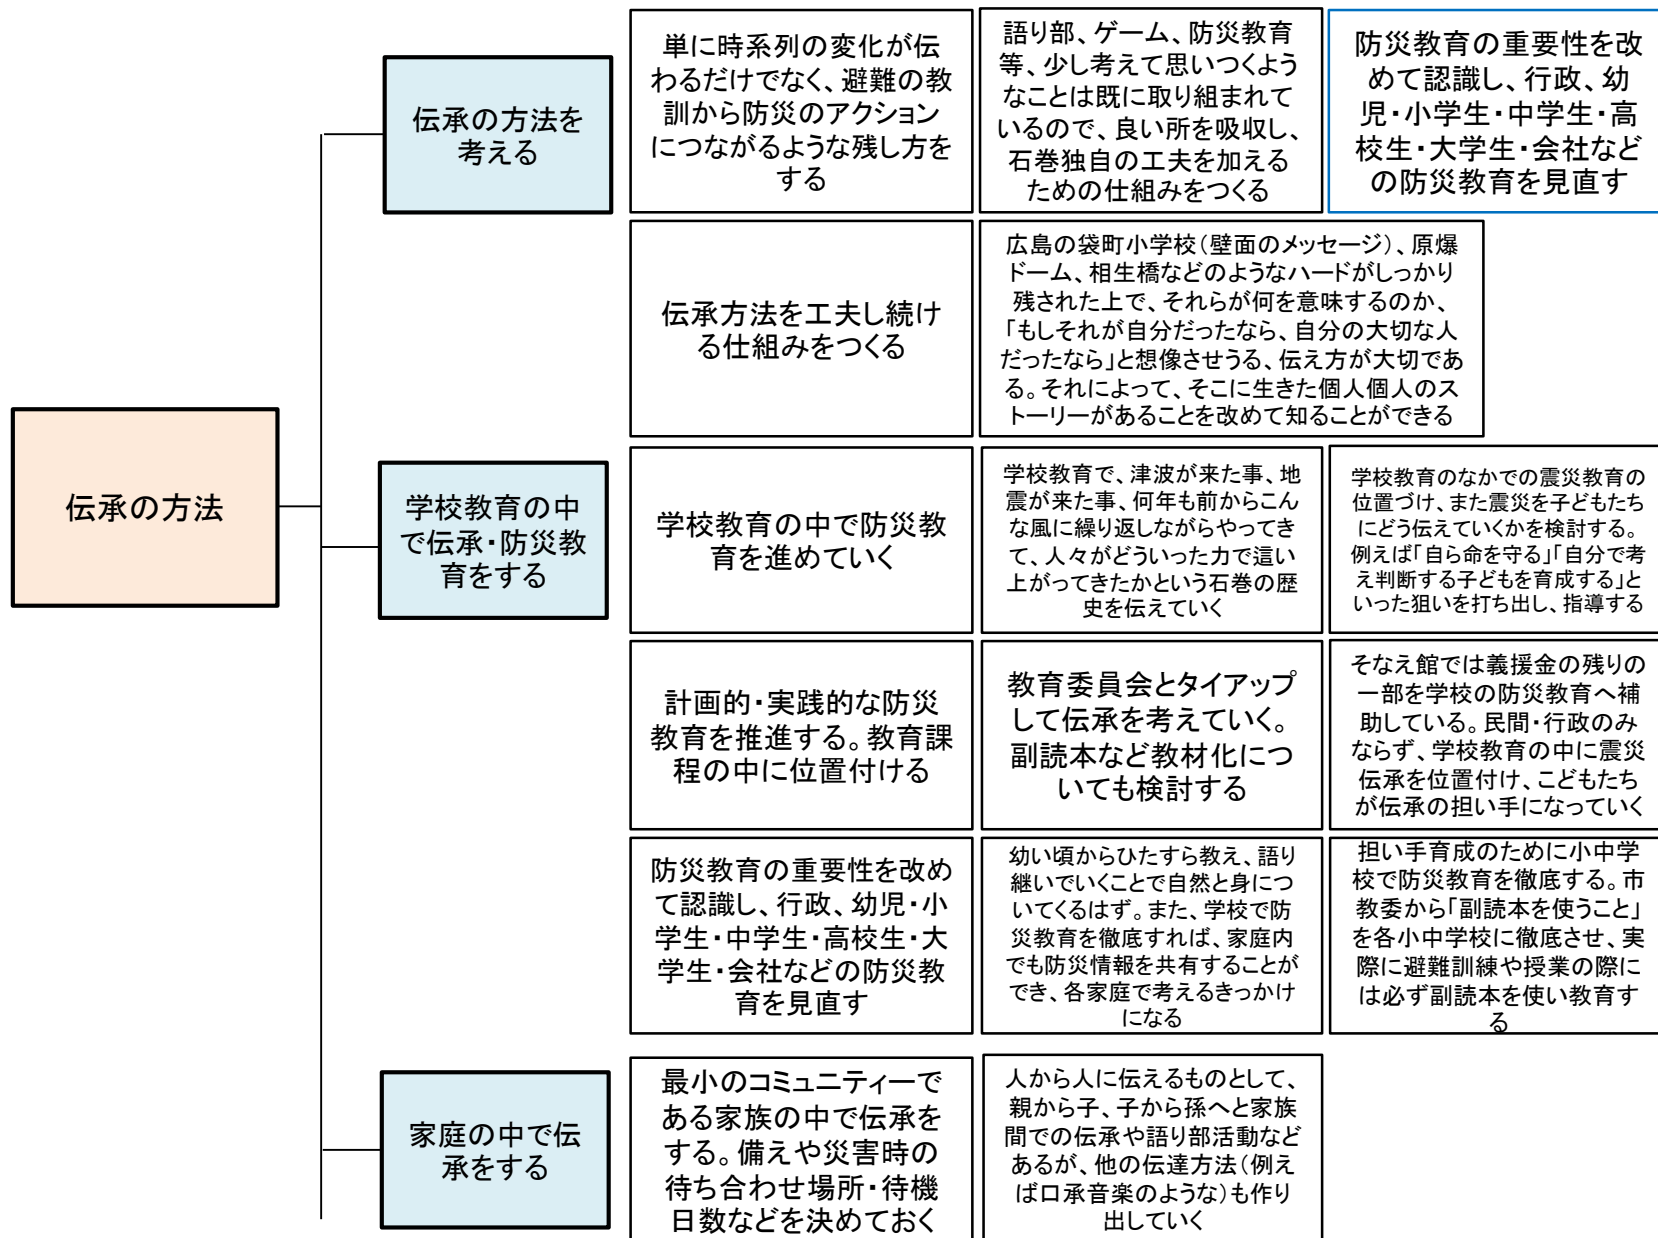 伝承の方法
伝承の方法を
考える
単に時系列の変化が伝
わるだけでなく、避難の教
訓から防災のアクション
につながるような残し方を
する
語り部、ゲーム、防災教育
等、少し考えて思いつくよう
なことは既に取り組まれて
いるので、良い所を吸収し、
石巻独自の工夫を加える
ための仕組みをつくる
防災教育の重要性を改
めて認識し、行政、幼
児・小学生・中学生・高
校生・大学生・会社など
の防災教育を見直す
伝承方法を工夫し続け
る仕組みをつくる
広島の袋町小学校（壁面のメッセージ）、原爆
ドーム、相生橋などのようなハードがしっかり
残された上で、それらが何を意味するのか、
「もしそれが自分だったなら、自分の大切な人
だったなら」と想像させうる、伝え方が大切であ
る。それによって、そこに生きた個人個人のス
トーリーがあることを改めて知ることができる
学校教育の中
で伝承・防災教
育をする
学校教育の中で防災教
育を進めていく
学校教育で、津波が来た事、地
震が来た事、何年も前からこん
な風に繰り返しながらやってき
て、人々がどういった力で這い
上がってきたかという石巻の歴
史を伝えていく
学校教育のなかでの震災教育の
位置づけ、また震災を子どもたち
にどう伝えていくかを検討する。
例えば「自ら命を守る」「自分で考
え判断する子どもを育成する」と
いった狙いを打ち出し、指導する
計画的・実践的な防災
教育を推進する。教育課
程の中に位置付ける
教育委員会とタイアップ
して伝承を考えていく。
副読本など教材化につ
いても検討する
そなえ館では義援金の残りの
一部を学校の防災教育へ補
助している。民間・行政のみ
ならず、学校教育の中に震災
伝承を位置付け、こどもたち
が伝承の担い手になっていく
防災教育の重要性を改め
て認識し、行政、幼児・小
学生・中学生・高校生・大
学生・会社などの防災教
育を見直す
幼い頃からひたすら教え、語り
継いでいくことで自然と身につ
いてくるはず。また、学校で防
災教育を徹底すれば、家庭内
でも防災情報を共有することが
でき、各家庭で考えるきっかけ
になる
担い手育成のために小中学
校で防災教育を徹底する。市
教委から「副読本を使うこと」
を各小中学校に徹底させ、実
際に避難訓練や授業の際に
は必ず副読本を使い教育す
る
家庭の中で伝
承をする
最小のコミュニティーで
ある家族の中で伝承を
する。備えや災害時の
待ち合わせ場所・待機
日数などを決めておく
人から人に伝えるものとして、
親から子、子から孫へと家族
間での伝承や語り部活動など
あるが、他の伝達方法（例え
ば口承音楽のような）も作り
出していく